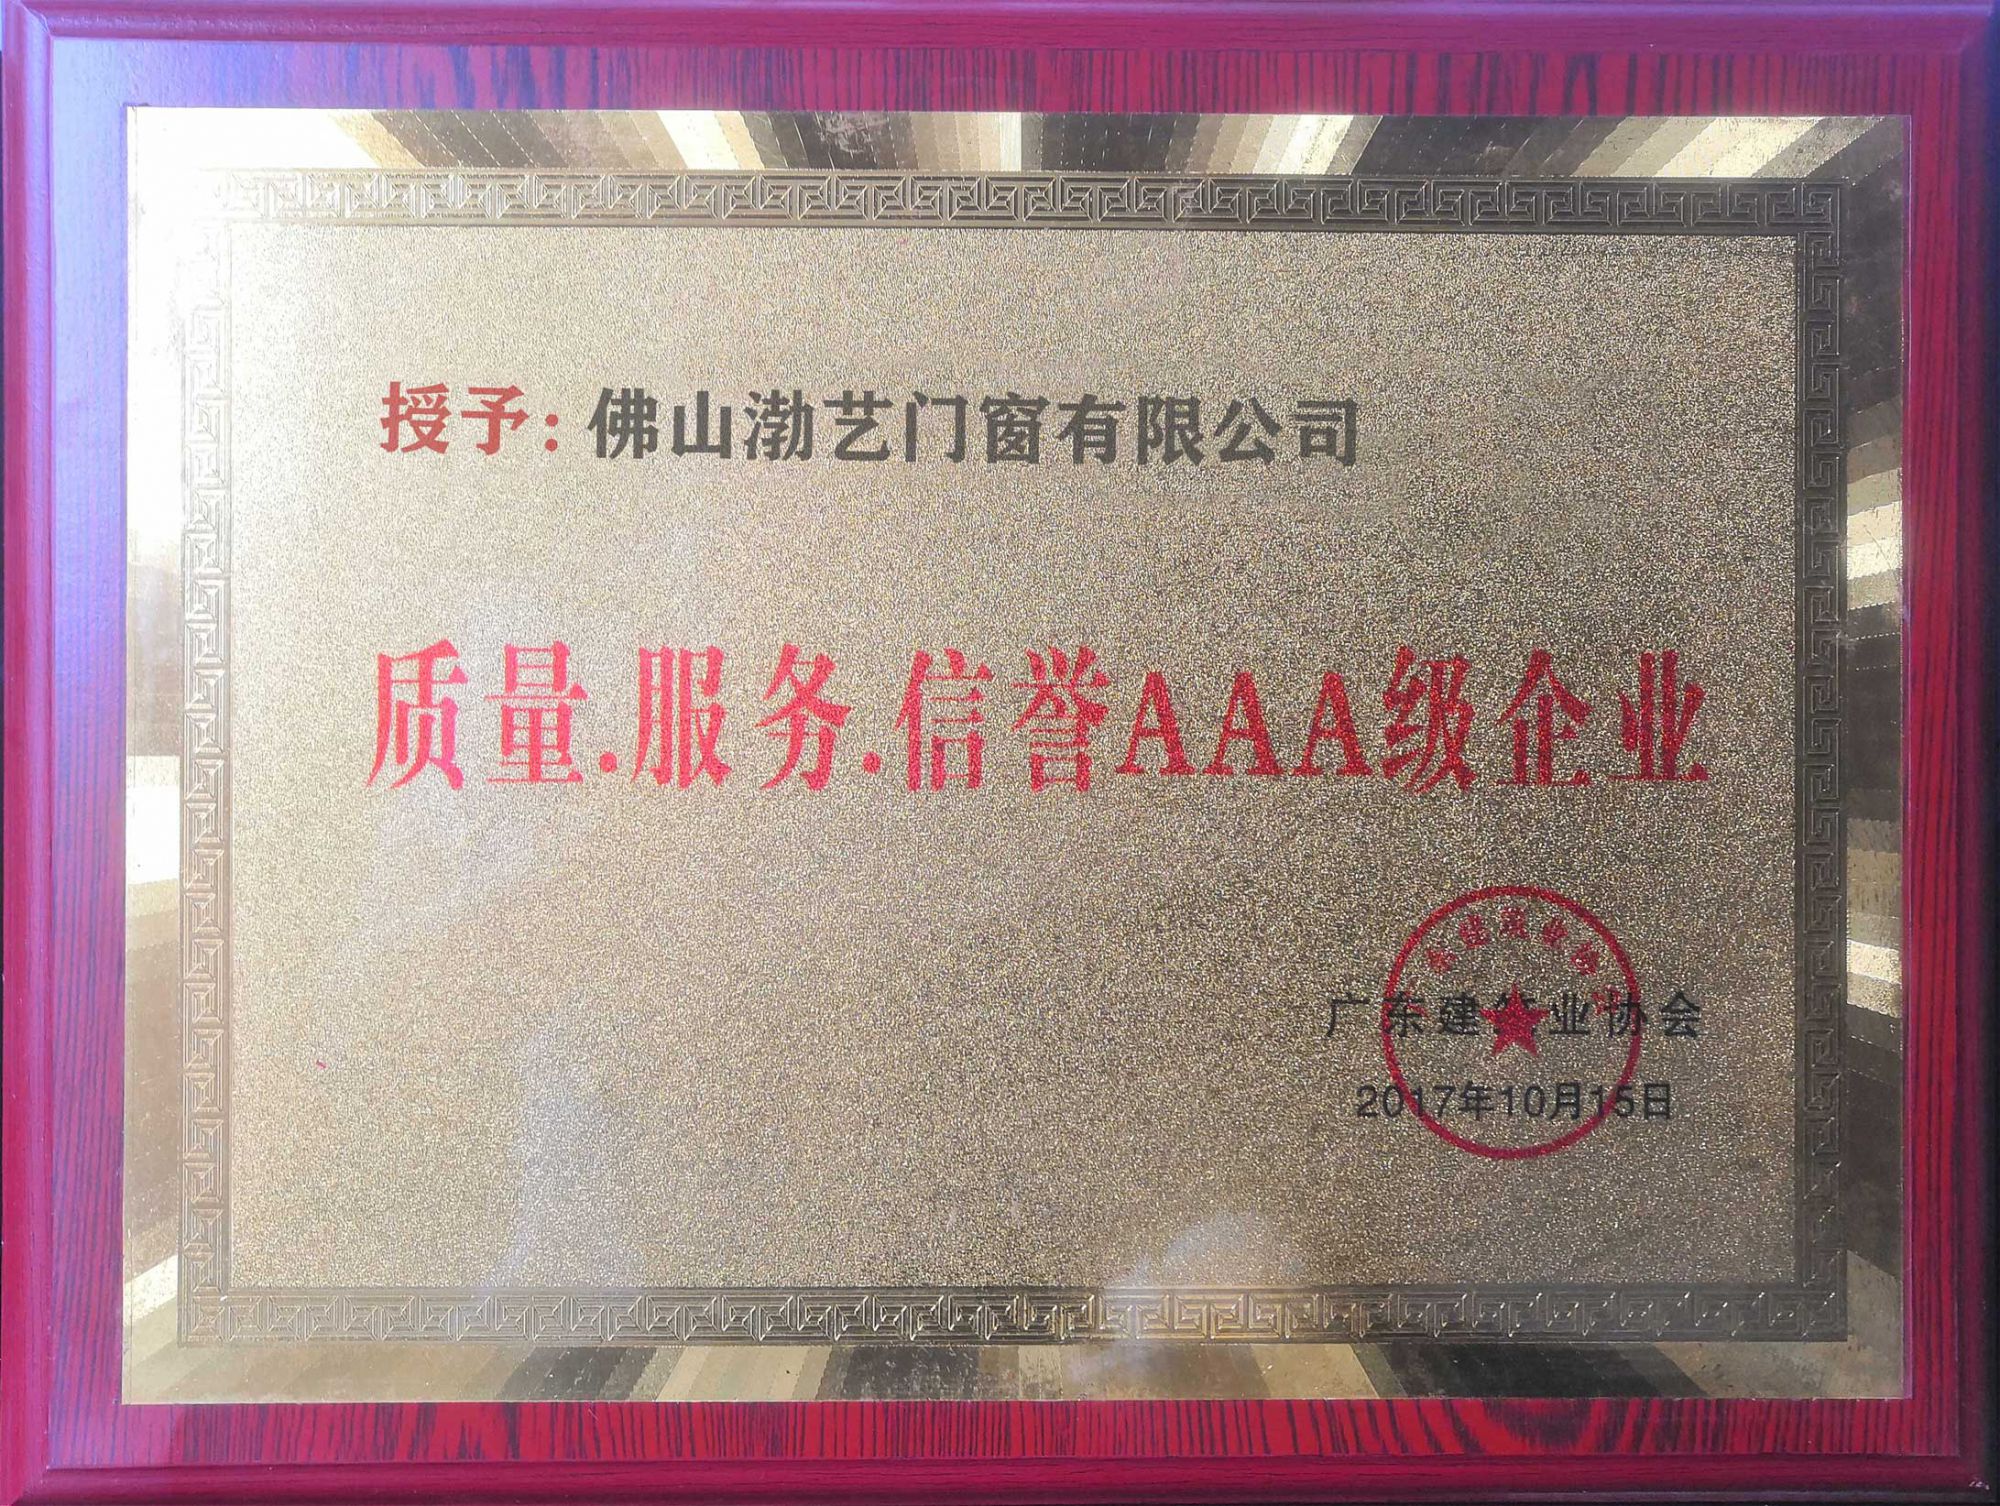 授予：佛山渤艺门窗有限公司
质量.服务.信誉AAA级企业
广东建筑业协会
2017年10月15日